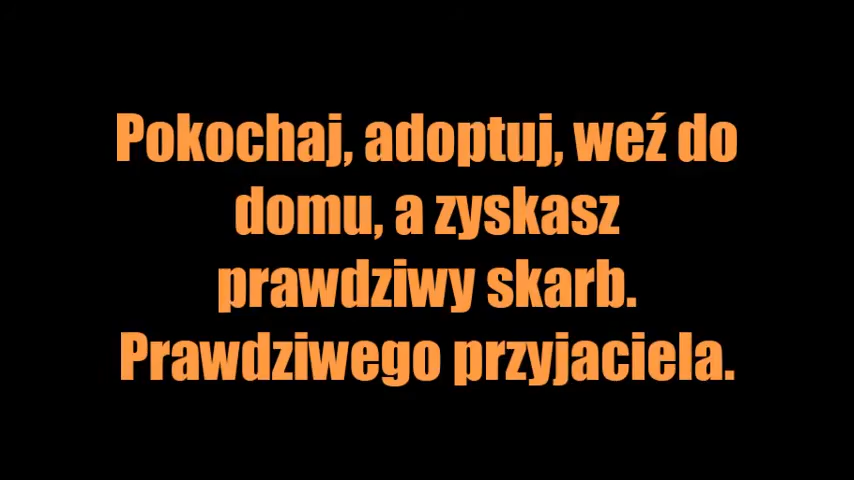 Pokochaj, adoptuj, weź do
domu, a zyskasz
prawdziwy skarb.
Prawdziwego przyjaciela.